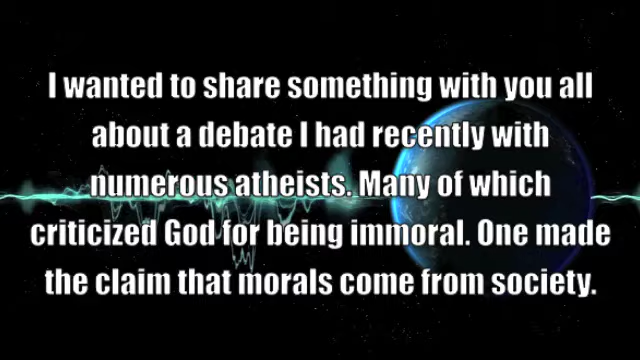 I wanted to share something with you all
about a debate I had recently with
numerous atheists. Many of which
criticized God for being immoral. One made
the claim that morals come from society.